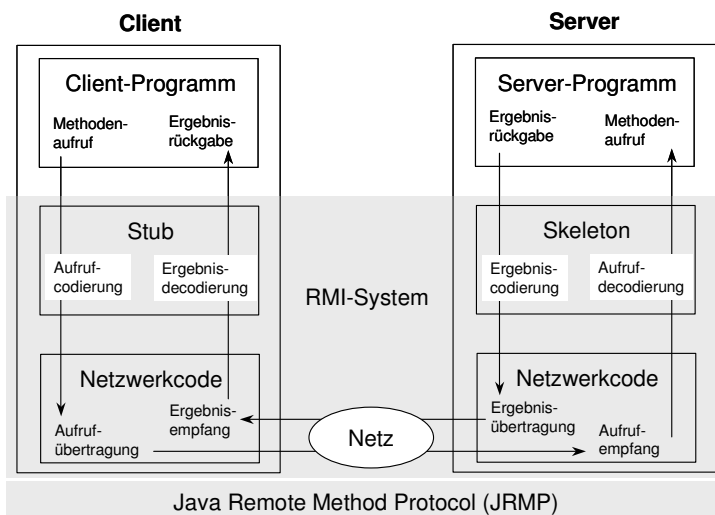 Client
Client-Programm
Methoden-
aufruf
Ergebnis-
rückgabe
Stub
Aufruf-
codierung
Ergebnis-
decodierung
Netzwerkcode
Aufruf-
übertragung
Ergebnis-
empfang
RMI-System
Netz
Server
Server-Programm
Ergebnis-
rückgabe
Methoden-
aufruf
Skeleton
Ergebnis-
codierung
Aufruf-
decodierung
Netzwerkcode
Ergebnis-
übertragung
Aufruf-
empfang
Java Remote Method Protocol (JRMP)